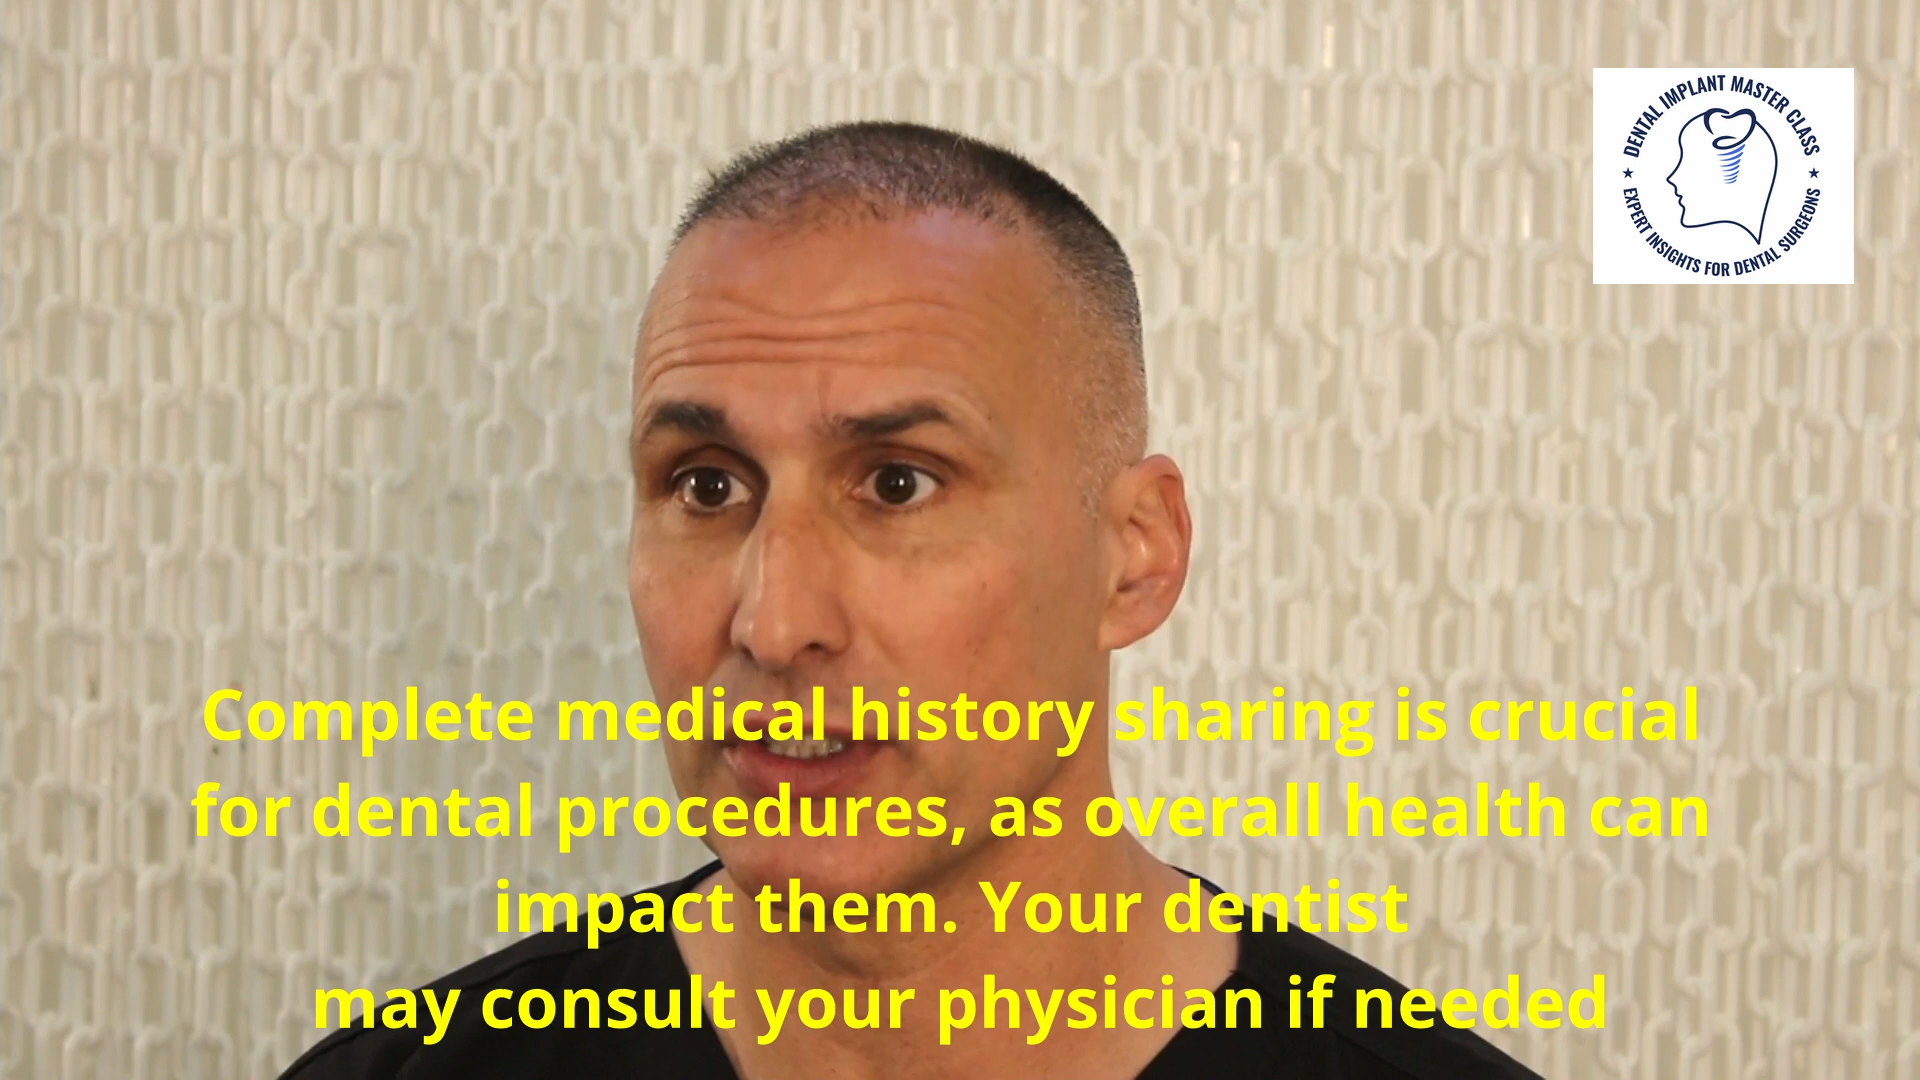 DENTAL IMPLANT MASTER CLASS
EXPERT INSIGHTS FOR DENTAL SURGEONS
Complete medical history sharing is crucial
for dental procedures, as overall health can
impact them. Your dentist
may consult your physician if needed